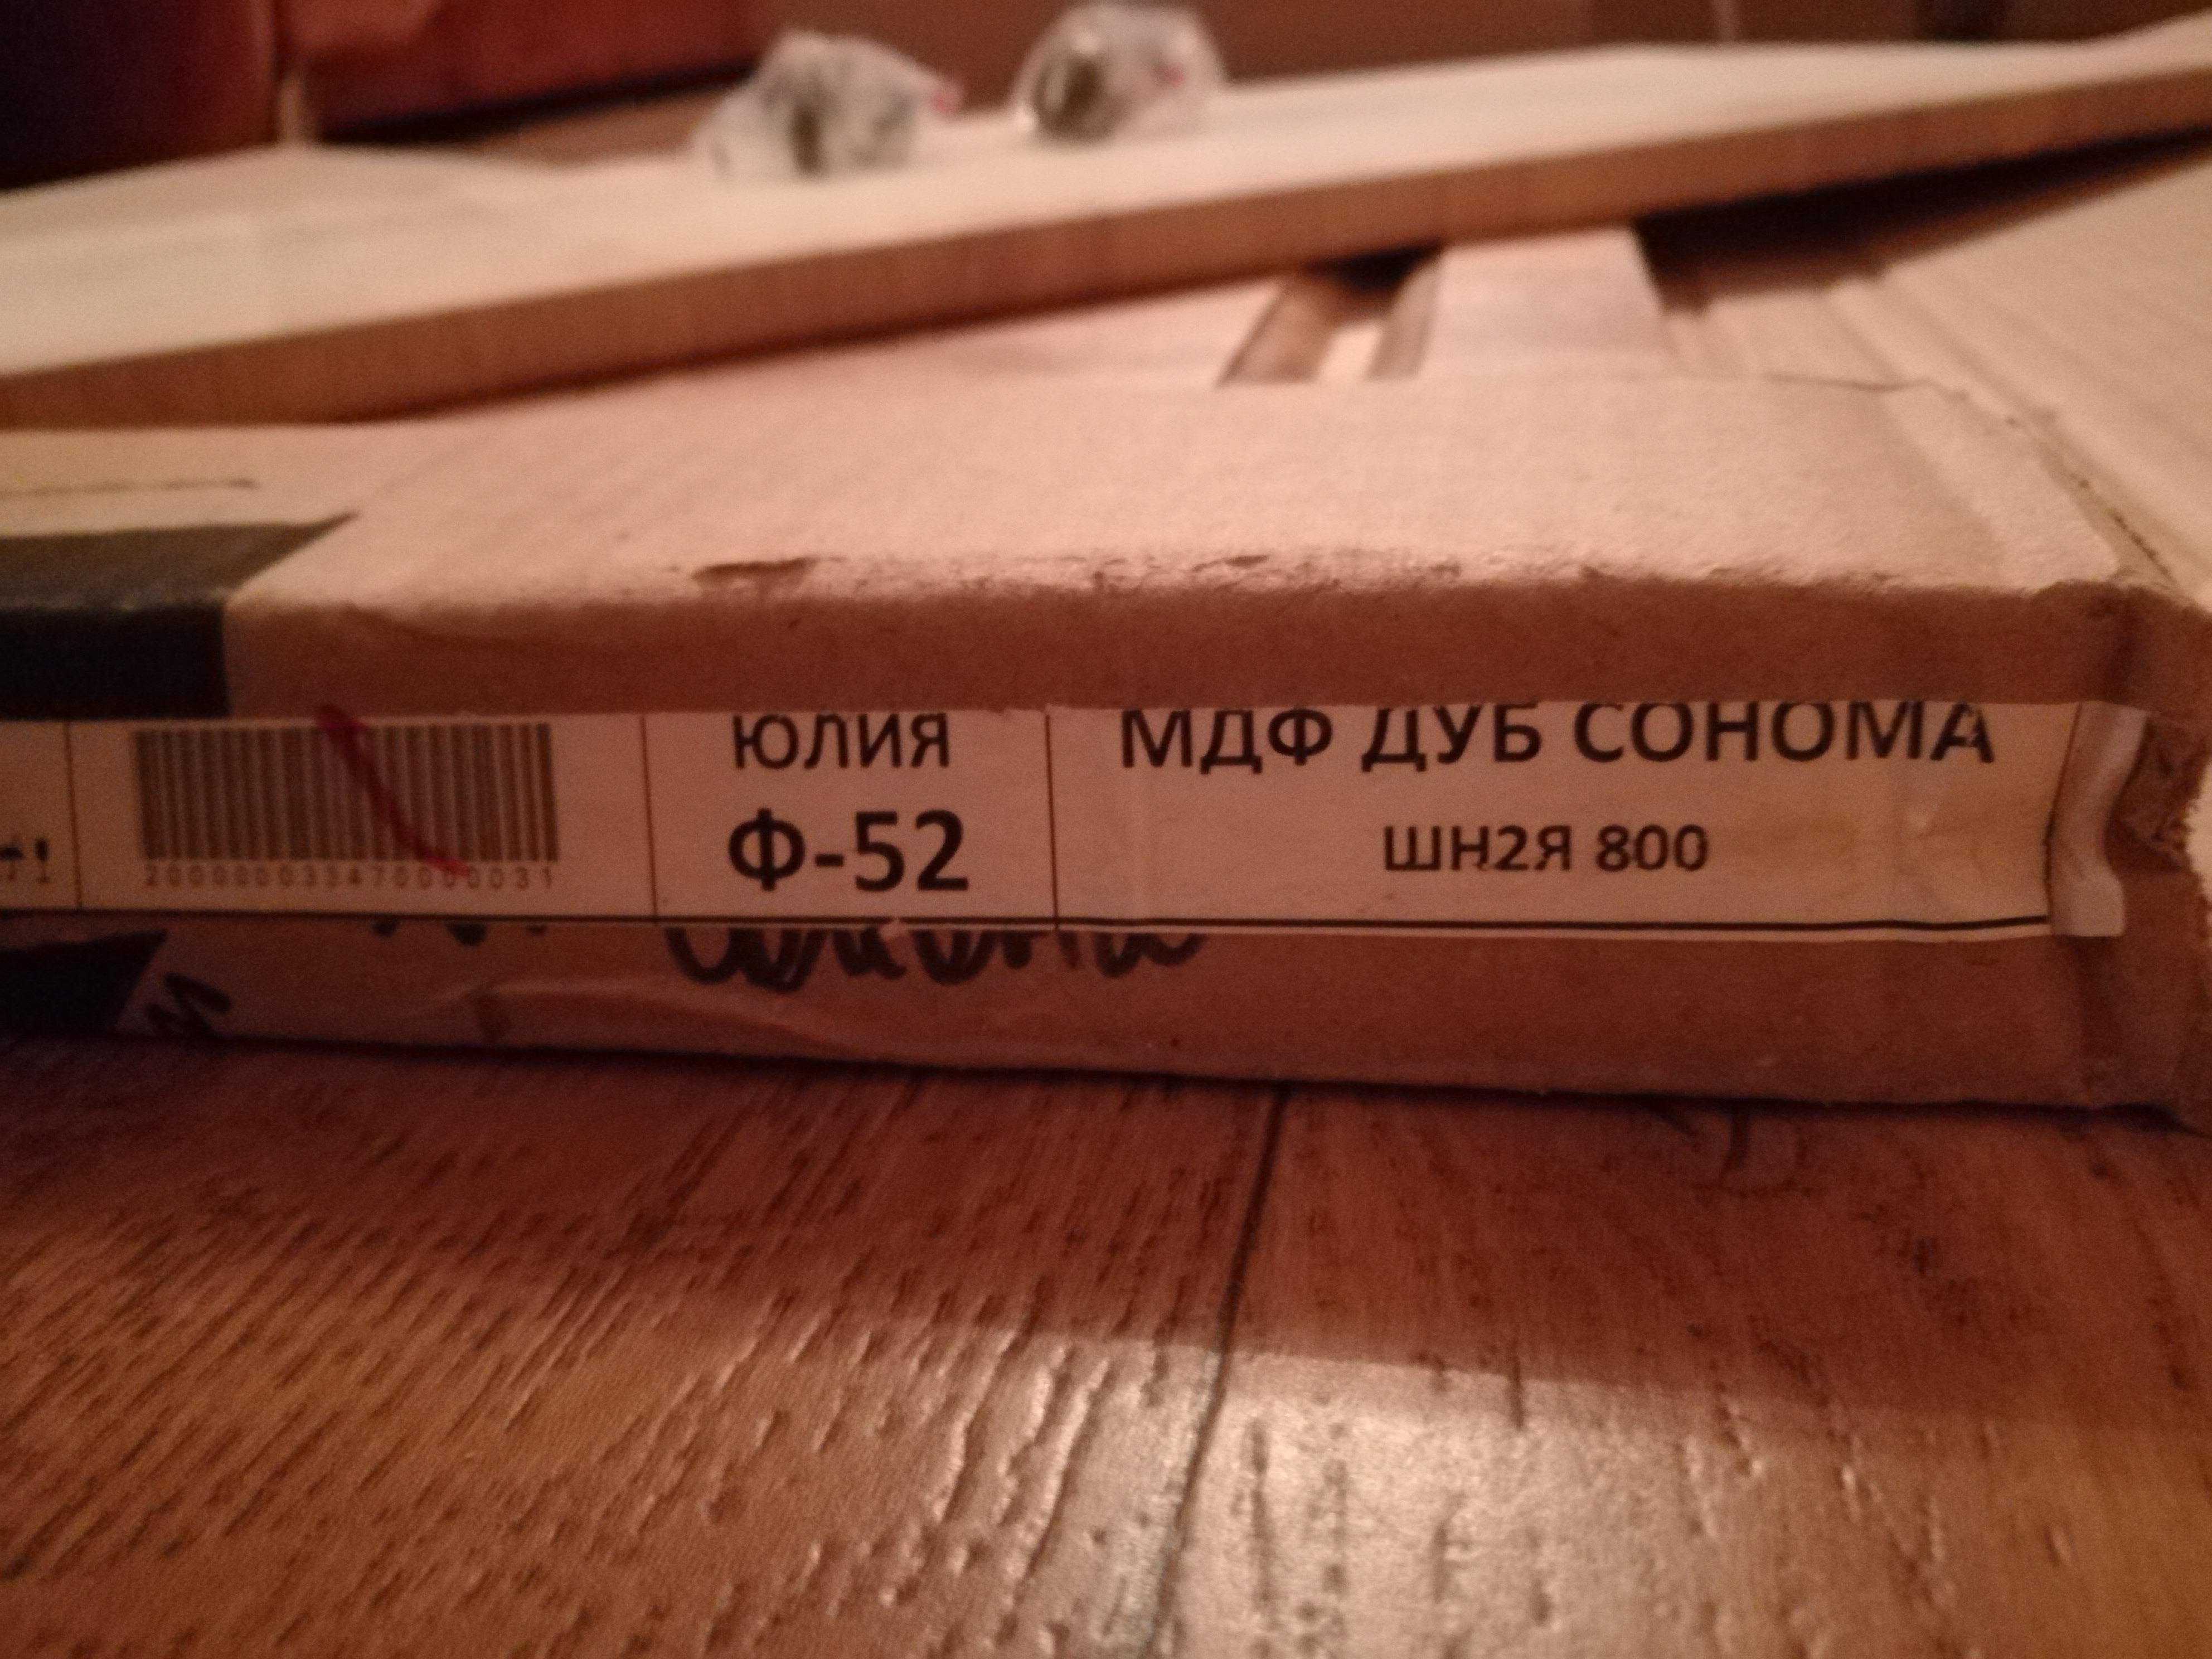 ЮЛИЯ
Ф-52
МДФ ДУБ СОНОМА
ШН2Я 800